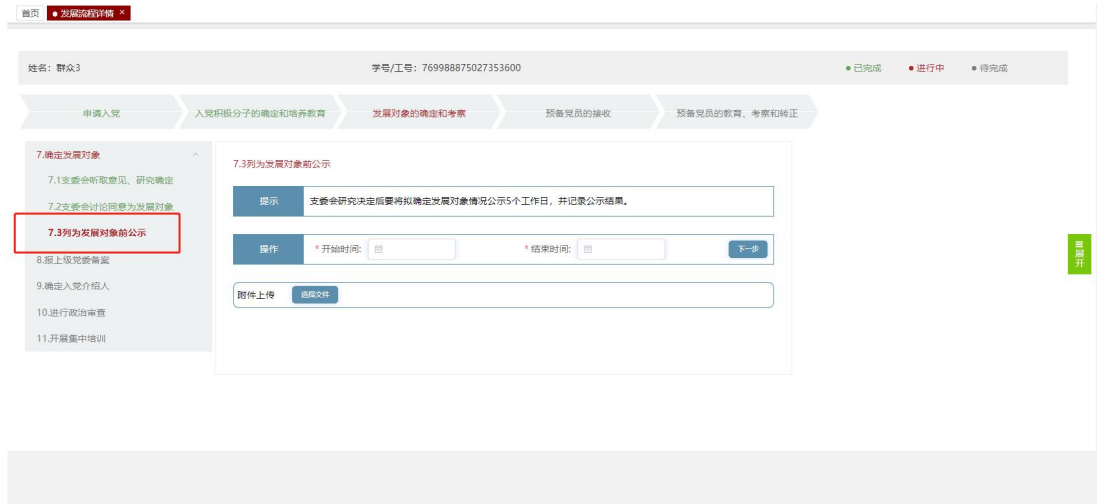 首页 ● 发展流程详情 ×
姓名：群众3 学号/工号：769988875027353600 ●已完成 ●进行中 ●待完成
申请入党 入党积极分子的确定和培养教育 发展对象的确定和考察 预备党员的接收 预备党员的教育、考察和转正
7.确定发展对象
7.1支委会听取意见、研究确定
7.2支委会讨论同意为发展对象
7.3列为发展对象前公示
8.报上级党委备案
9.确定入党介绍人
10.进行政治审查
11.开展集中培训
7.3列为发展对象前公示
提示 支委会研究决定后要将拟确定发展对象情况公示5个工作日，并记录公示结果。
操作 *开始时间: *结束时间: 下一步
附件上传 选择文件
展开